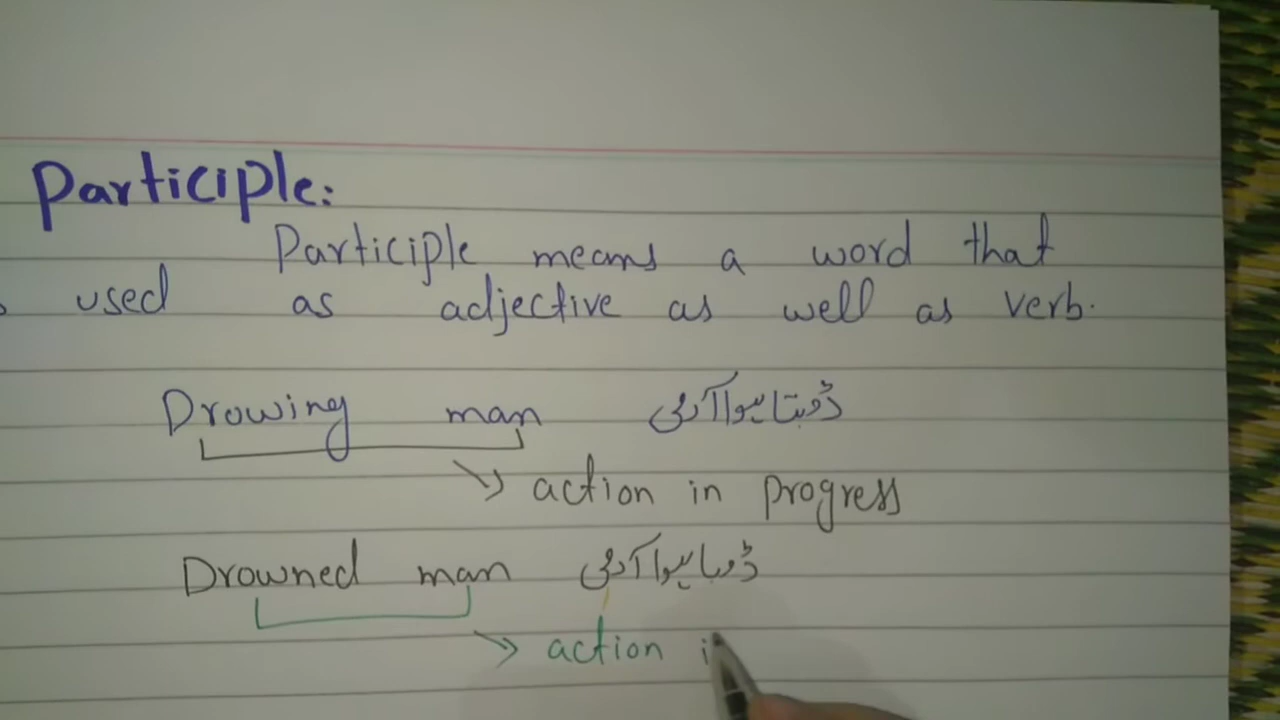 Participle:
Participle means a word that
used as adjective as well as verb.
Drowing man ڈوبتا ہوا آدمی
action in progress
Drowned man ڈوبا ہوا آدمی
action i